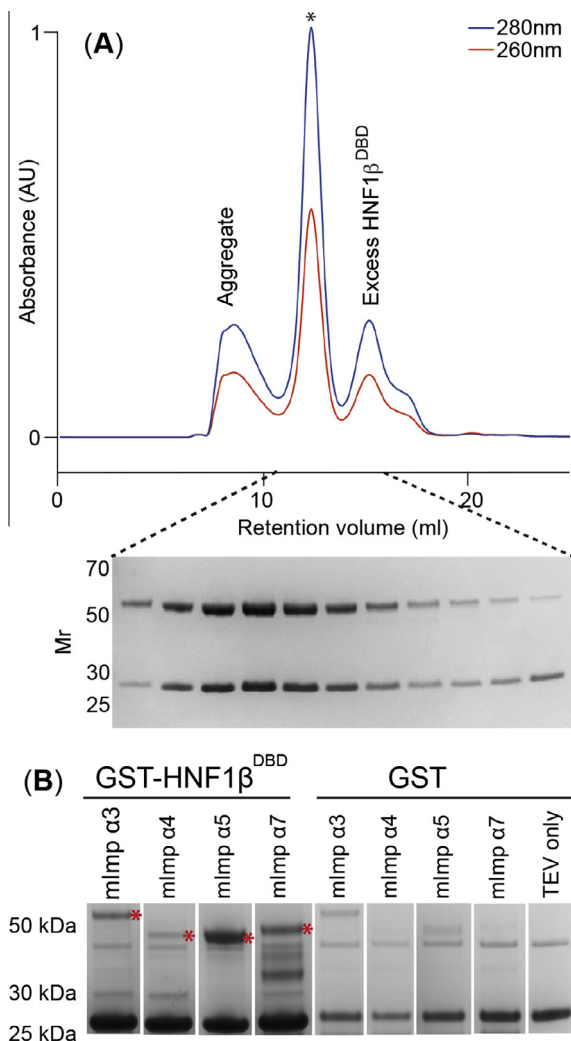 *
1
(A)
280nm
260nm
Absorbance (AU)
Aggregate
Excess HNF1β^DBD
0
0
10
20
Retention volume (ml)
70
50
30
25
Mr
(B)
GST-HNF1β^DBD
GST
mImp α3
mImp α4
mImp α5
mImp α7
mImp α3
mImp α4
mImp α5
mImp α7
TEV only
50 kDa
*
*
*
*
30 kDa
25 kDa